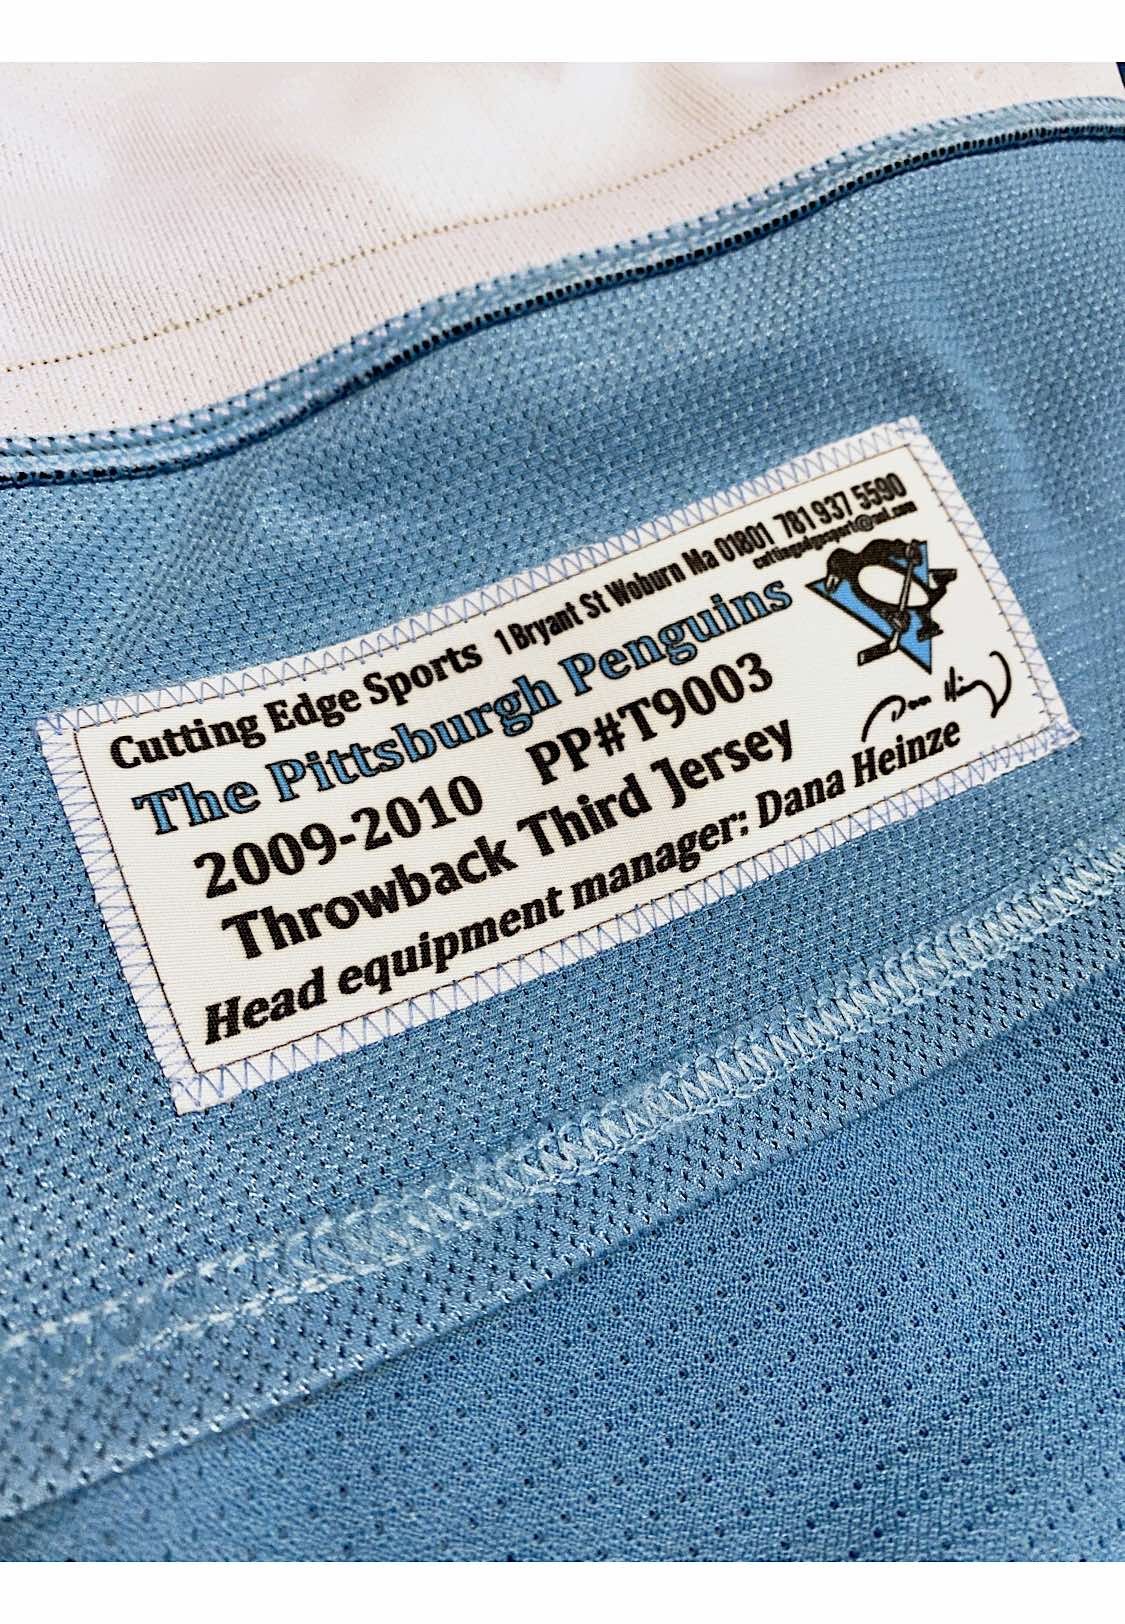 Cutting Edge Sports 1 Bryant St Woburn Ma 01801 781 937 5590
cuttingedgesport@aol.com
The Pittsburgh Penguins
2009-2010 PP#T9003
Throwback Third Jersey
Head equipment manager: Dana Heinze